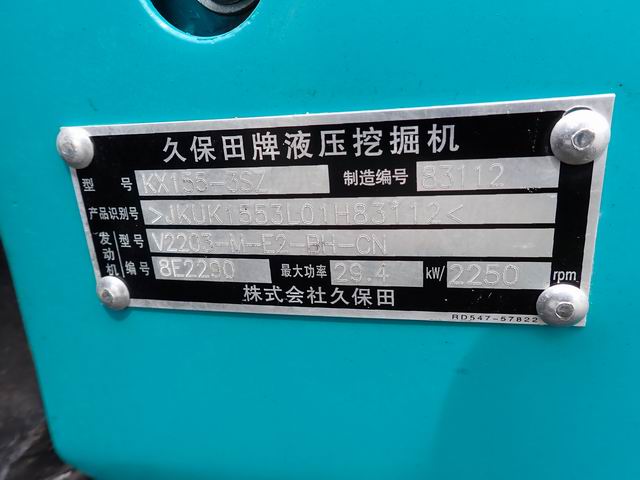 久保田牌液压挖掘机
型号 KX155-3SZ 制造编号 83112
产品识别号 >JKUK1553L01H83112<
发动机 型号 V2203-M-E2-BH-CN
编号 8E2290 最大功率 29.4 kW/ 2250 rpm
株式会社久保田
RD547-57822